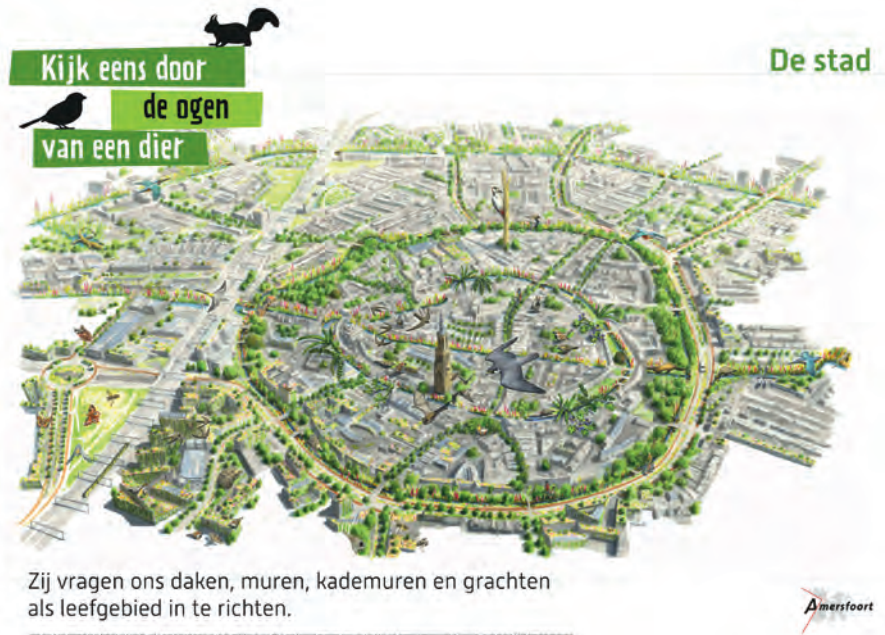 Kijk eens door
de ogen
van een dier
De stad
Zij vragen ons daken, muren, kademuren en grachten
als leefgebied in te richten.
Amersfoort